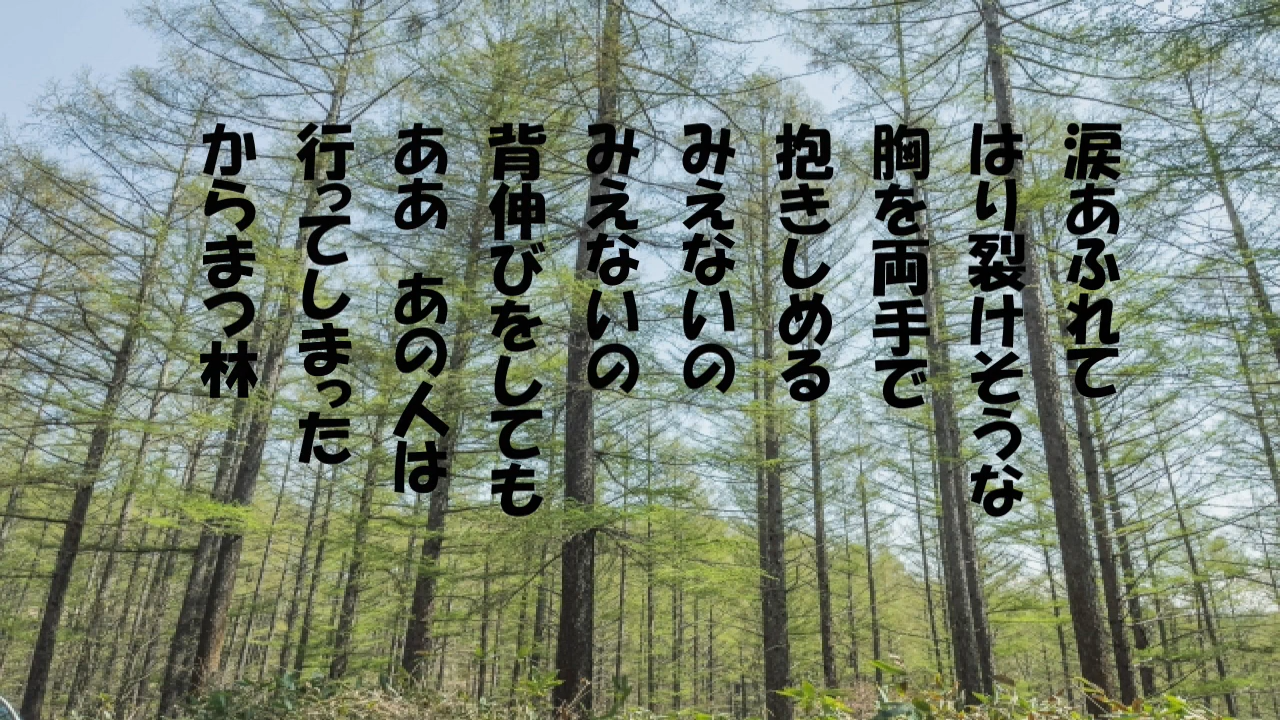 涙あふれて
はり裂けそうな
胸を両手で
抱きしめる
みえないの
みえないの
背伸びをしても
ああ　あの人は
行ってしまった
からまつ林